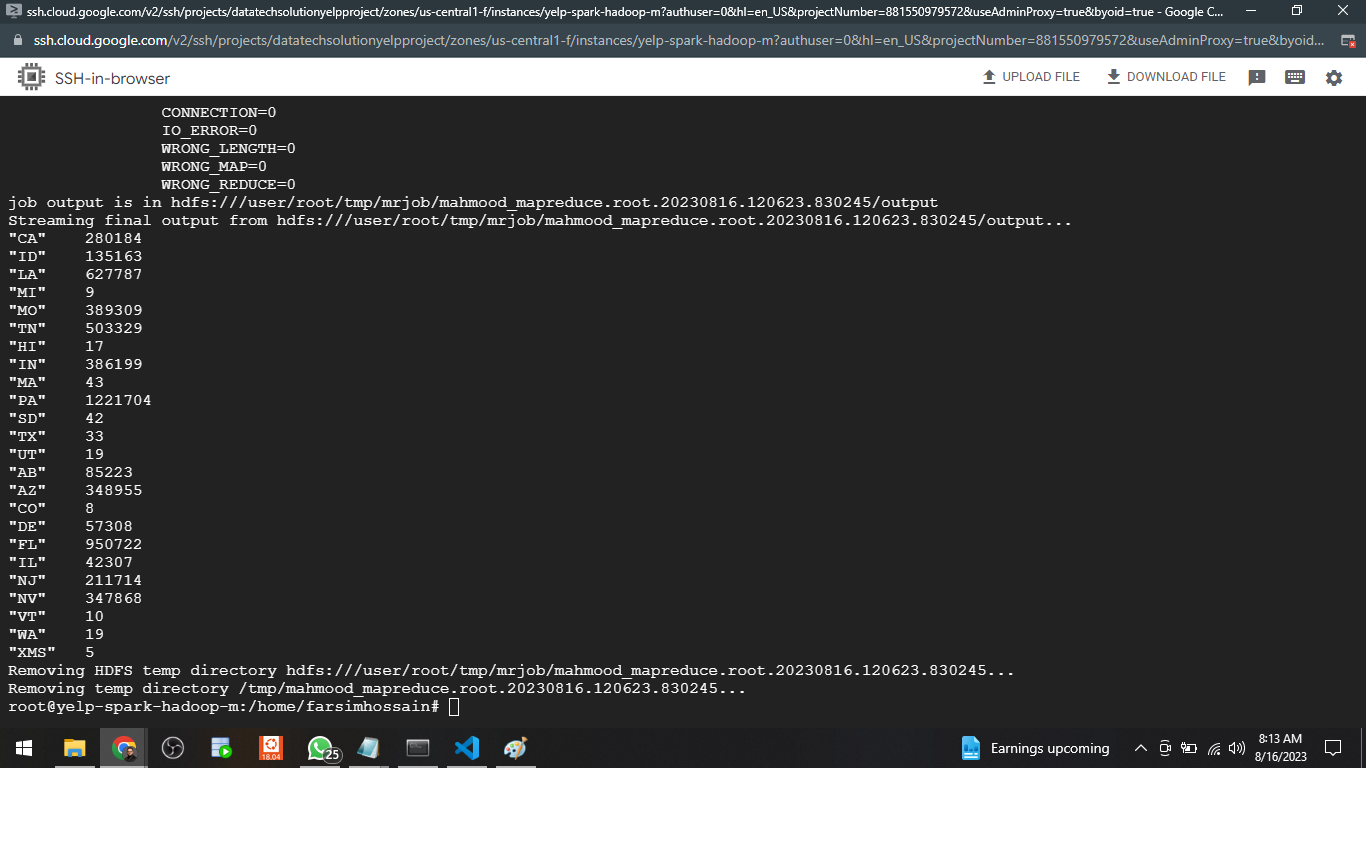 ssh.cloud.google.com/v2/ssh/projects/datatechsolutionyelpproject/zones/us-central1-f/instances/yelp-spark-hadoop-m?authuser=0&hl=en_US&projectNumber=881550979572&useAdminProxy=true&byoid=true - Google C...
ssh.cloud.google.com/v2/ssh/projects/datatechsolutionyelpproject/zones/us-central1-f/instances/yelp-spark-hadoop-m?authuser=0&hl=en_US&projectNumber=881550979572&useAdminProxy=true&byoid...
SSH-in-browser UPLOAD FILE DOWNLOAD FILE
CONNECTION=0
IO_ERROR=0
WRONG_LENGTH=0
WRONG_MAP=0
WRONG_REDUCE=0
job output is in hdfs:///user/root/tmp/mrjob/mahmood_mapreduce.root.20230816.120623.830245/output
Streaming final output from hdfs:///user/root/tmp/mrjob/mahmood_mapreduce.root.20230816.120623.830245/output...
"CA" 280184
"ID" 135163
"LA" 627787
"MI" 9
"MO" 389309
"TN" 503329
"HI" 17
"IN" 386199
"MA" 43
"PA" 1221704
"SD" 42
"TX" 33
"UT" 19
"AB" 85223
"AZ" 348955
"CO" 8
"DE" 57308
"FL" 950722
"IL" 42307
"NJ" 211714
"NV" 347868
"VT" 10
"WA" 19
"XMS" 5
Removing HDFS temp directory hdfs:///user/root/tmp/mrjob/mahmood_mapreduce.root.20230816.120623.830245...
Removing temp directory /tmp/mahmood_mapreduce.root.20230816.120623.830245...
root@yelp-spark-hadoop-m:/home/farsimhossain#
18.04 25 Earnings upcoming 8:13 AM
8/16/2023